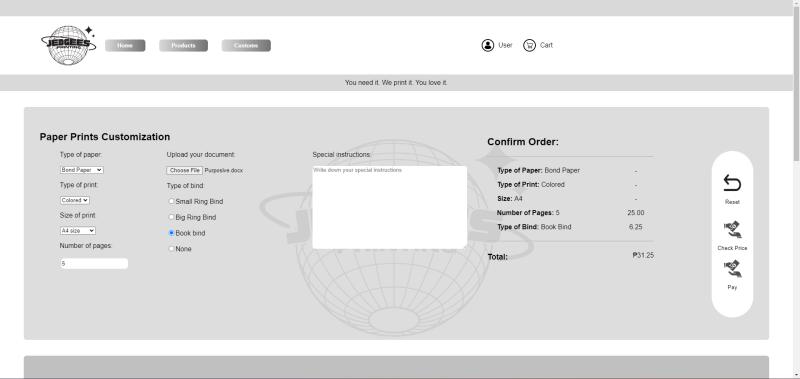 JEBGEES
PRINTING
Home
Products
Customs
User
Cart
You need it. We print it. You love it.
Paper Prints Customization
Type of paper:
Bond Paper
Type of print:
Colored
Size of print:
A4 size
Number of pages:
5
Upload your document:
Choose File Purposive.docx
Type of bind:
Small Ring Bind
Big Ring Bind
Book bind
None
Special instructions:
Write down your special instructions
Confirm Order:
Type of Paper: Bond Paper -
Type of Print: Colored -
Size: A4 -
Number of Pages: 5 25.00
Type of Bind: Book Bind 6.25
Total: ₱31.25
Reset
Check Price
Pay